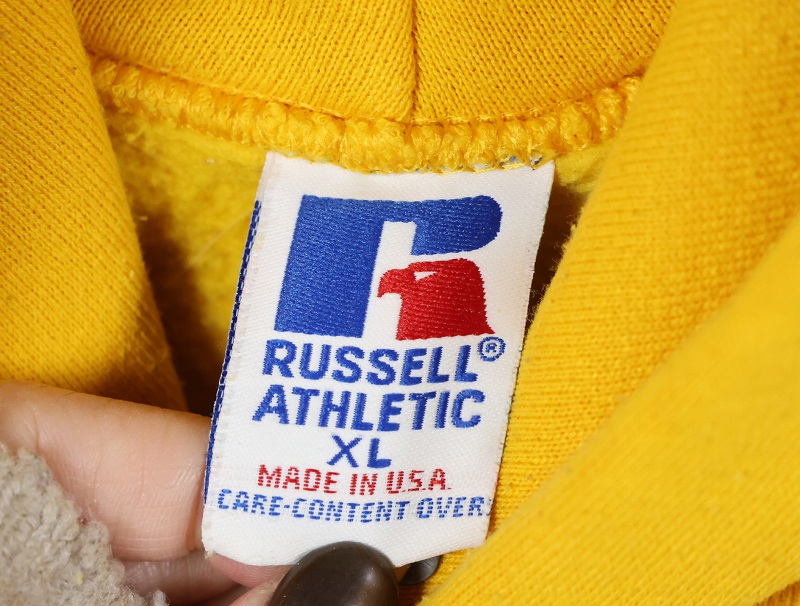 RUSSELL®
ATHLETIC
XL
MADE IN U.S.A.
CARE-CONTENT OVER